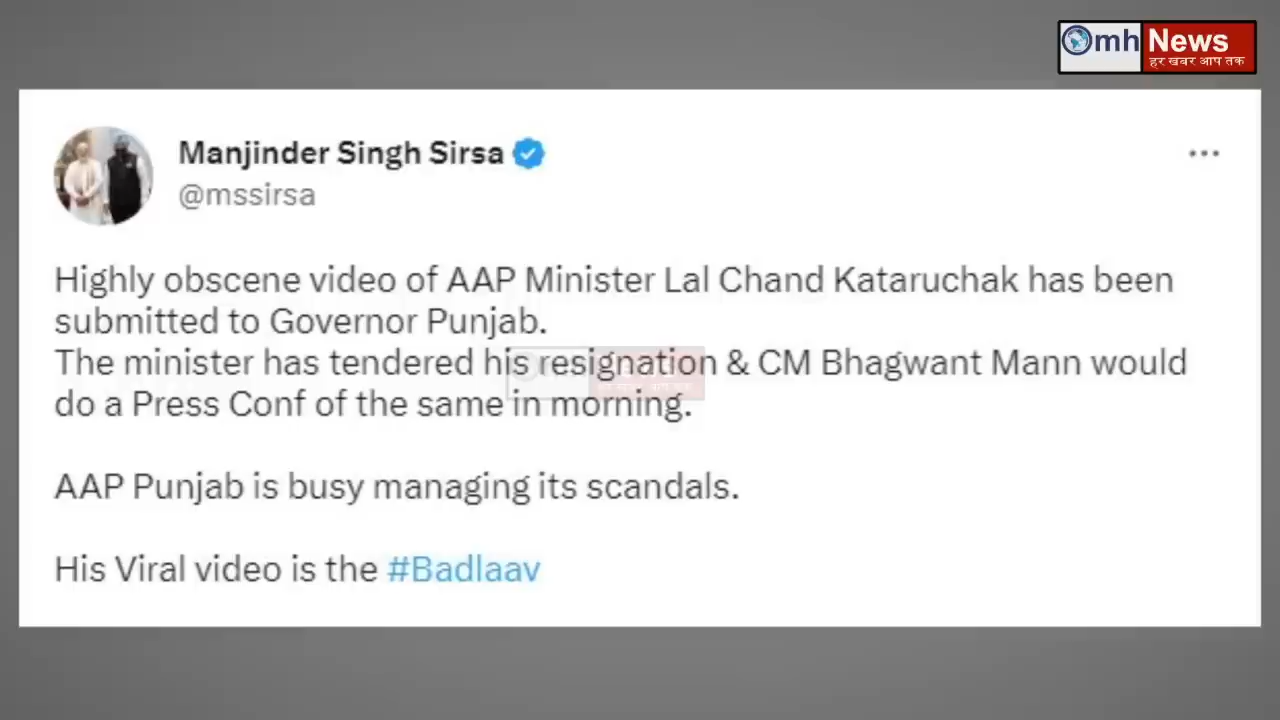 mh News
हर खबर आप तक
Manjinder Singh Sirsa
@mssirsa
Highly obscene video of AAP Minister Lal Chand Kataruchak has been
submitted to Governor Punjab.
The minister has tendered his resignation & CM Bhagwant Mann would
do a Press Conf of the same in morning.
AAP Punjab is busy managing its scandals.
His Viral video is the #Badlaav